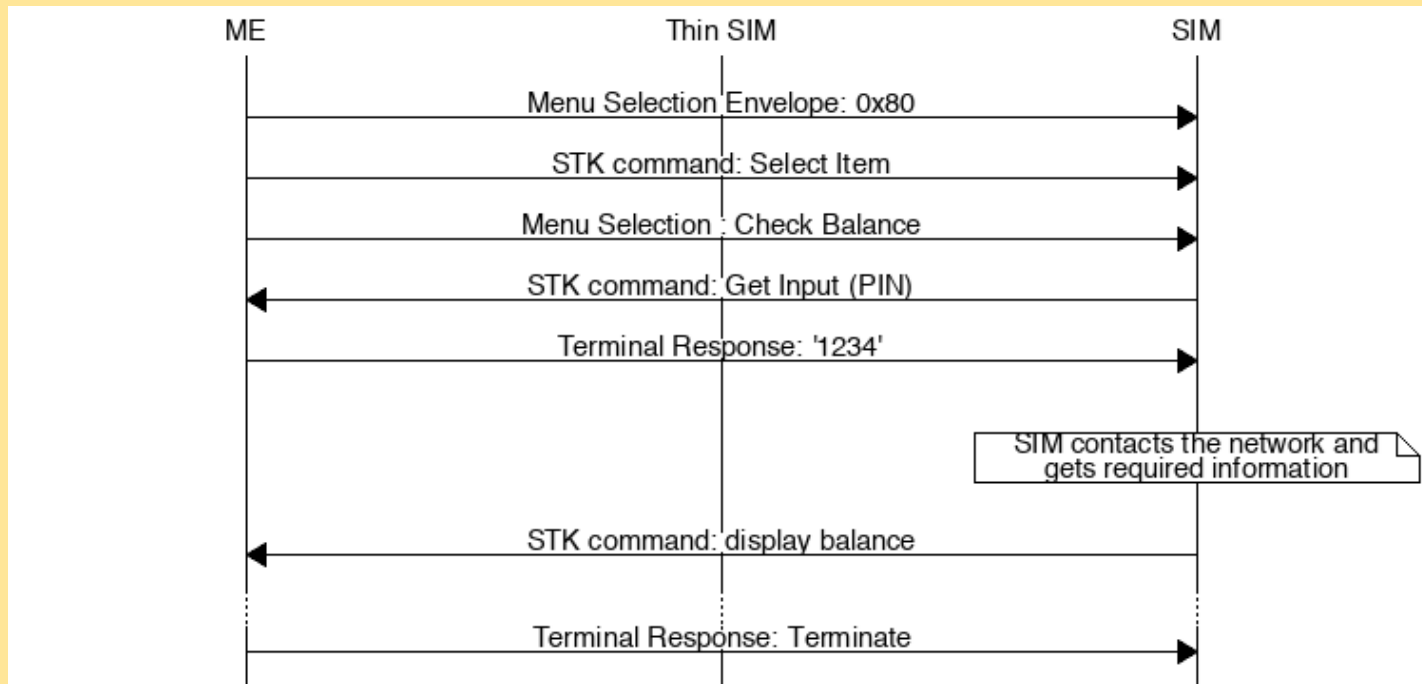 ME Thin SIM SIM
Menu Selection Envelope: 0x80
STK command: Select Item
Menu Selection : Check Balance
STK command: Get Input (PIN)
Terminal Response: '1234'
SIM contacts the network and
gets required information
STK command: display balance
Terminal Response: Terminate